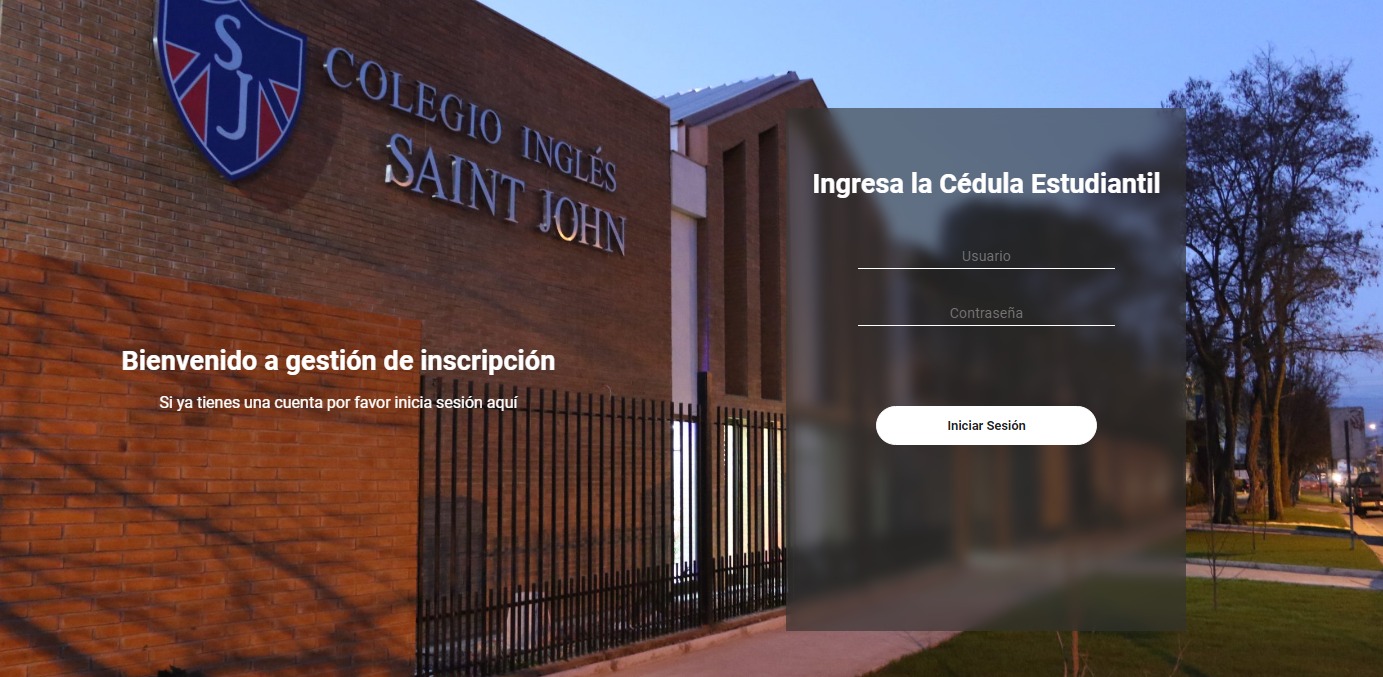 SJ
COLEGIO INGLÉS
SAINT JOHN
Bienvenido a gestión de inscripción
Si ya tienes una cuenta por favor inicia sesión aquí
Ingresa la Cédula Estudiantil
Usuario
Contraseña
Iniciar Sesión